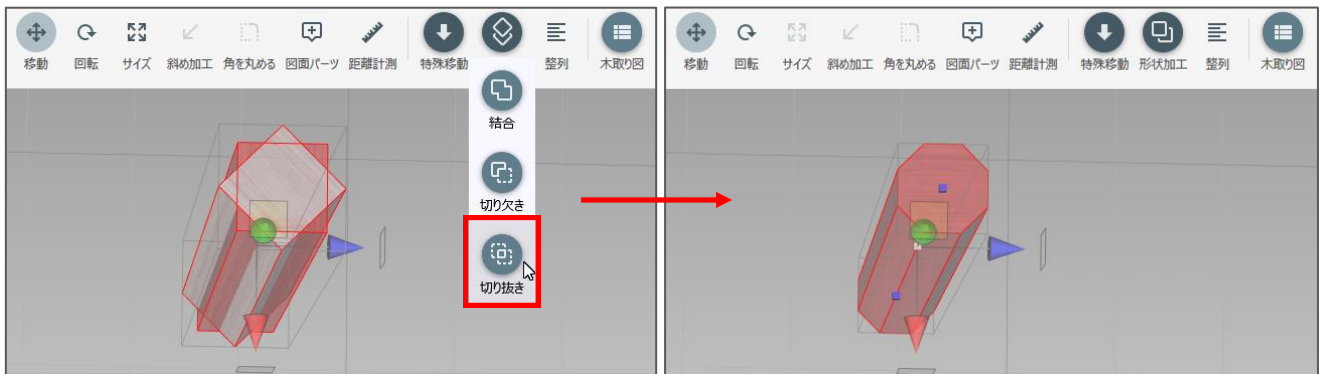 移動 回転 サイズ 斜め加工 角を丸める 図面パーツ 距離計測 特殊移動 整列 木取り図
結合
切り欠き
切り抜き
移動 回転 サイズ 斜め加工 角を丸める 図面パーツ 距離計測 特殊移動 形状加工 整列 木取り図